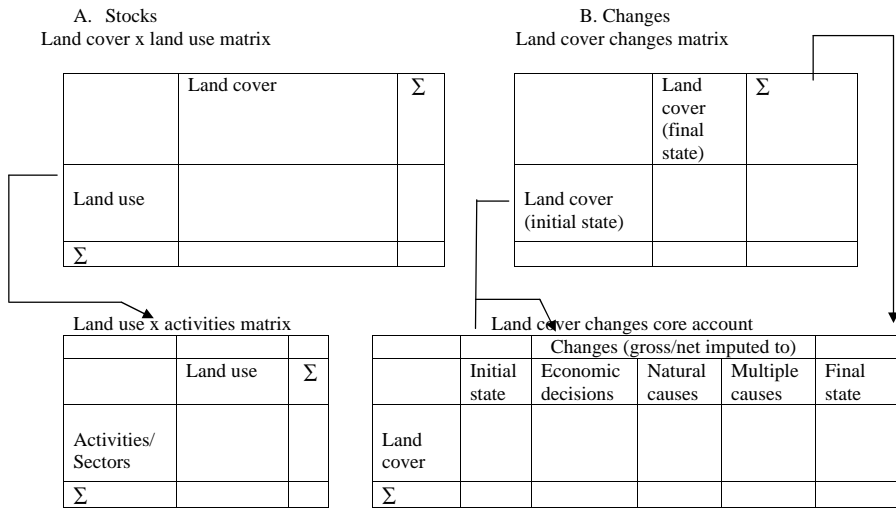 A. Stocks
Land cover x land use matrix
Land cover
Σ
Land use
Σ
B. Changes
Land cover changes matrix
Land
cover
(final
state)
Σ
Land cover
(initial state)
Land use x activities matrix
Land use
Σ
Activities/
Sectors
Σ
Land cover changes core account
Changes (gross/net imputed to)
Initial
state
Economic
decisions
Natural
causes
Multiple
causes
Final
state
Land
cover
Σ